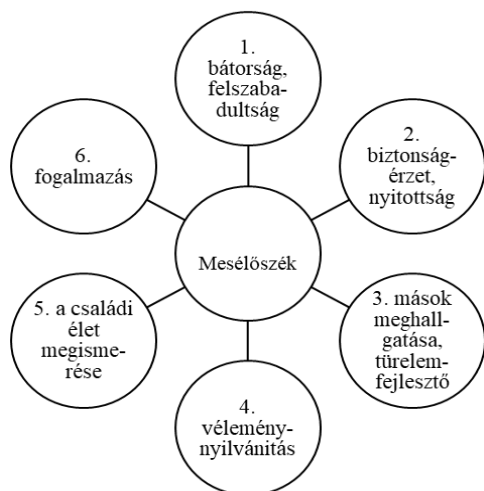 1.
bátorság,
felszaba-
dultság
2.
biztonság-
érzet,
nyitottság
3. mások
meghall-
gatása,
türelem-
fejlesztő
4.
vélemény-
nyilvánitás
5. a családi
élet
megisme-
rése
6.
fogalmazás
Mesélőszék